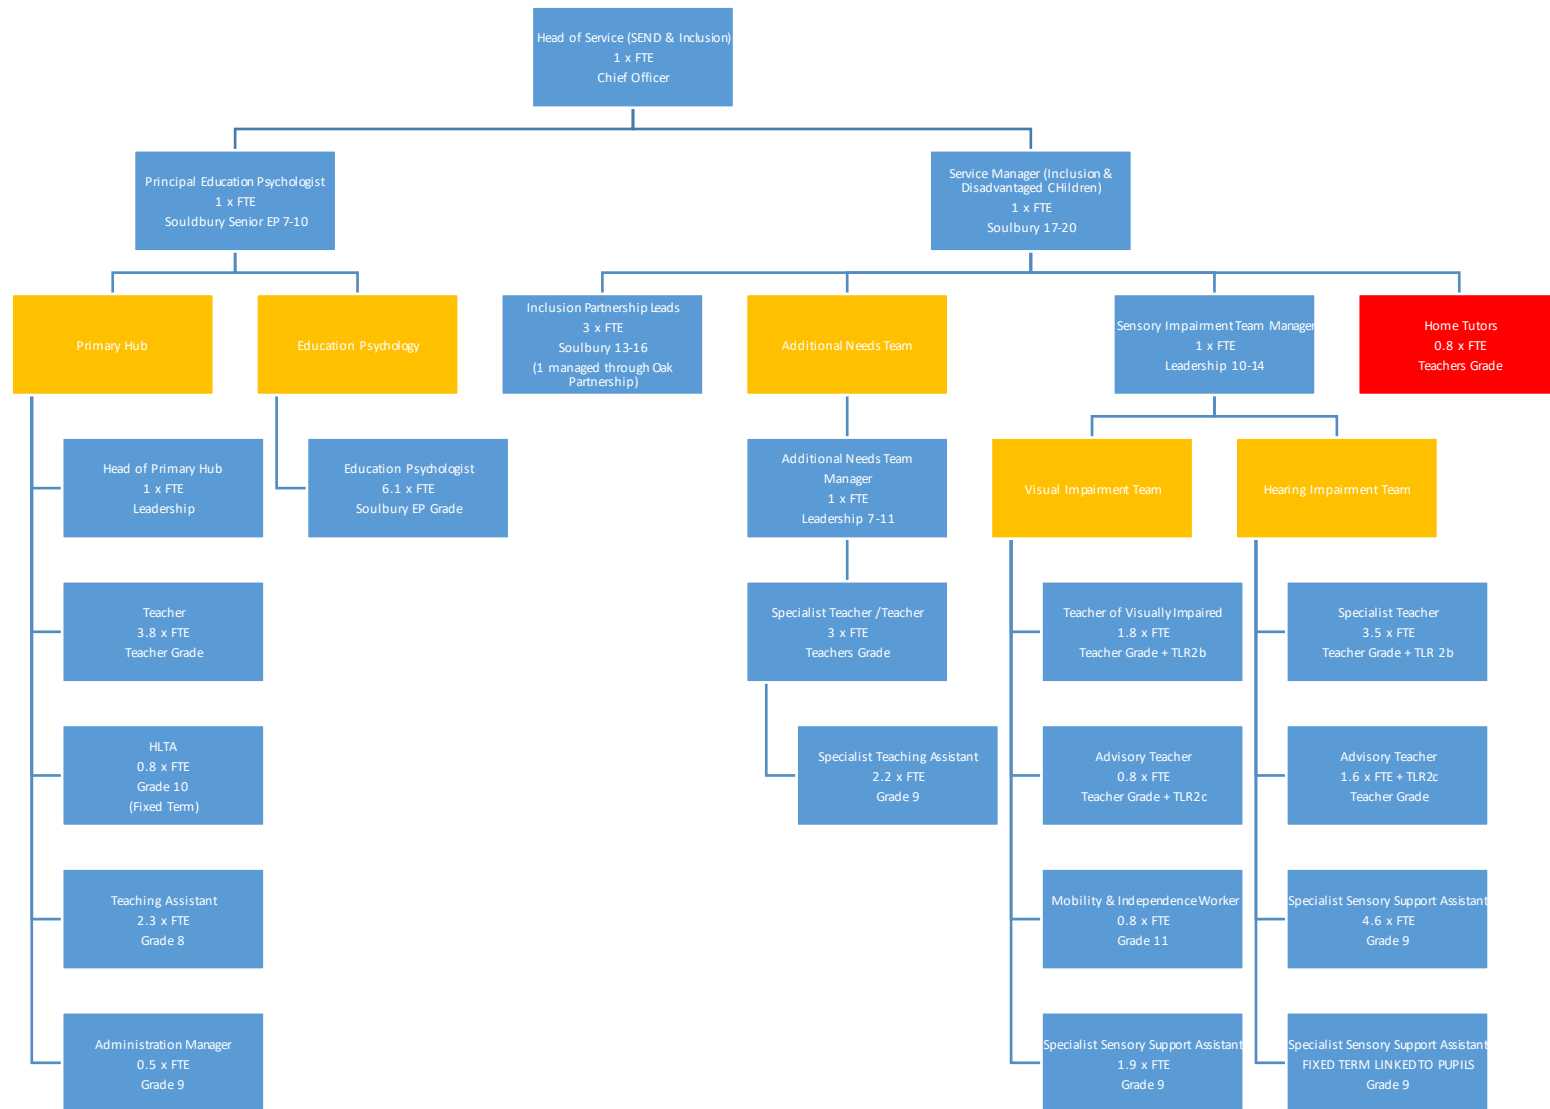 Head of Service (SEND & Inclusion)
1 x FTE
Chief Officer
Principal Education Psychologist
1 x FTE
Souldbury Senior EP 7-10
Service Manager (Inclusion &
Disadvantaged CHildren)
1 x FTE
Soulbury 17-20
Primary Hub
Education Psychology
Inclusion Partnership Leads
3 x FTE
Soulbury 13-16
(1 managed through Oak
Partnership)
Additional Needs Team
Sensory Impairment Team Manager
1 x FTE
Leadership 10-14
Home Tutors
0.8 x FTE
Teachers Grade
Head of Primary Hub
1 x FTE
Leadership
Education Psychologist
6.1 x FTE
Soulbury EP Grade
Additional Needs Team
Manager
1 x FTE
Leadership 7-11
Visual Impairment Team
Hearing Impairment Team
Teacher
3.8 x FTE
Teacher Grade
Specialist Teacher /Teacher
3 x FTE
Teachers Grade
Teacher of Visually Impaired
1.8 x FTE
Teacher Grade + TLR2b
Specialist Teacher
3.5 x FTE
Teacher Grade + TLR 2b
HLTA
0.8 x FTE
Grade 10
(Fixed Term)
Specialist Teaching Assistant
2.2 x FTE
Grade 9
Advisory Teacher
0.8 x FTE
Teacher Grade + TLR2c
Advisory Teacher
1.6 x FTE + TLR2c
Teacher Grade
Teaching Assistant
2.3 x FTE
Grade 8
Mobility & Independence Worker
0.8 x FTE
Grade 11
Specialist Sensory Support Assistant
4.6 x FTE
Grade 9
Administration Manager
0.5 x FTE
Grade 9
Specialist Sensory Support Assistant
1.9 x FTE
Grade 9
Specialist Sensory Support Assistant
FIXED TERM LINKED TO PUPILS
Grade 9